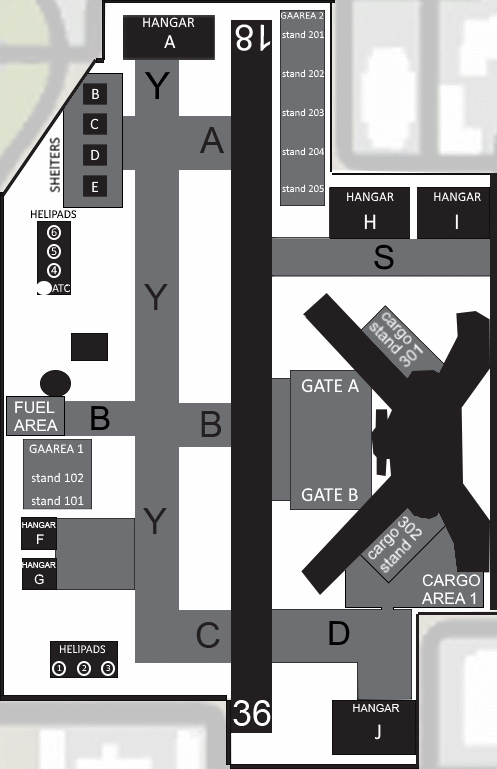 HANGAR
A
18
GAAREA 2
stand 201
stand 202
stand 203
stand 204
stand 205
Y
A
SHElTERS
B
C
D
E
HELIPADS
6
5
4
ATC
HANGAR
H
HANGAR
I
S
Y
cargo
stand 301
GATE A
GATE B
FUEL
AREA
B
B
GAAREA 1
stand 102
stand 101
HANGAR
F
HANGAR
G
Y
cargo 302
stand 2
CARGO
AREA 1
HELIPADS
1 2 3
C
D
36
HANGAR
J